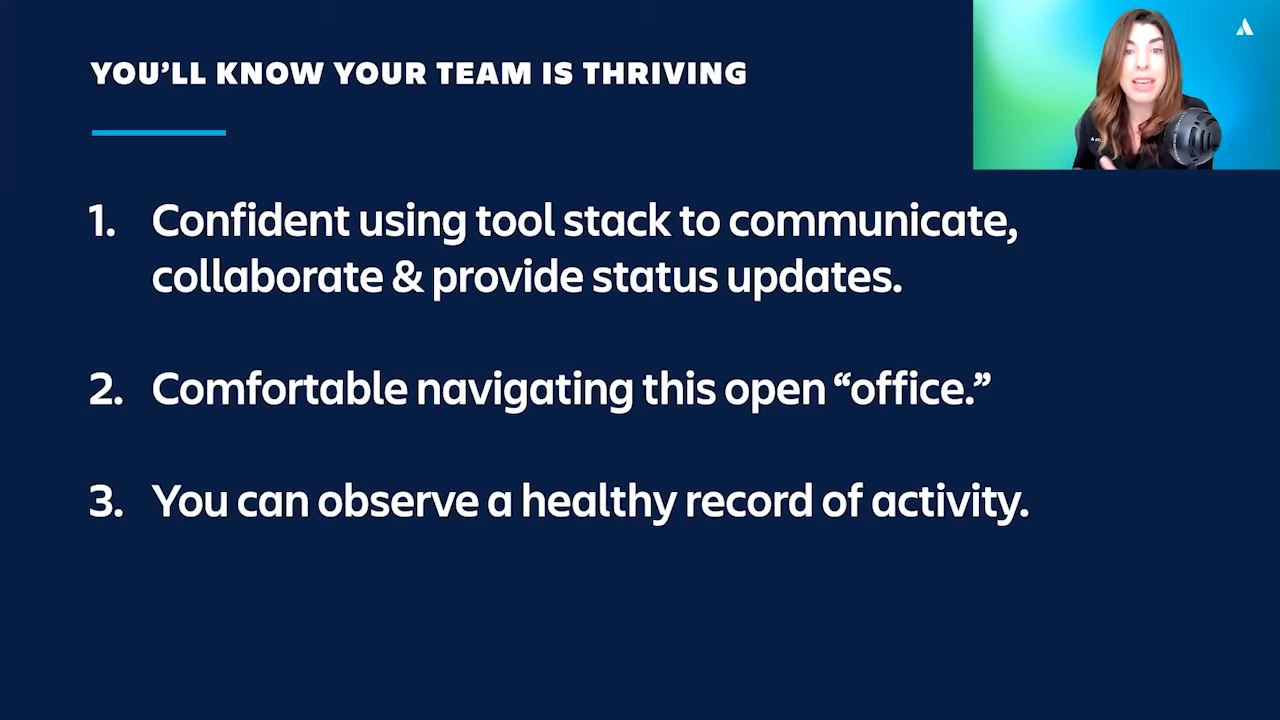 YOU’LL KNOW YOUR TEAM IS THRIVING
1. Confident using tool stack to communicate,
collaborate & provide status updates.
2. Comfortable navigating this open “office.”
3. You can observe a healthy record of activity.